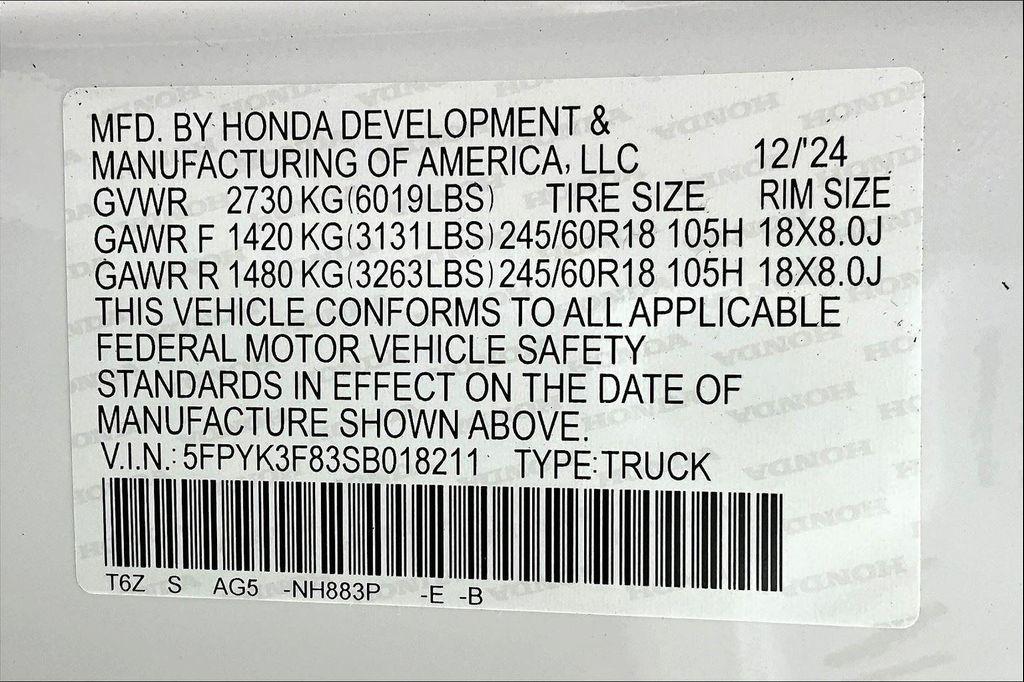 MFD. BY HONDA DEVELOPMENT &
MANUFACTURING OF AMERICA, LLC 12/'24
GVWR 2730 KG(6019LBS) TIRE SIZE RIM SIZE
GAWR F 1420 KG(3131LBS) 245/60R18 105H 18X8.0J
GAWR R 1480 KG(3263LBS) 245/60R18 105H 18X8.0J
THIS VEHICLE CONFORMS TO ALL APPLICABLE
FEDERAL MOTOR VEHICLE SAFETY
STANDARDS IN EFFECT ON THE DATE OF
MANUFACTURE SHOWN ABOVE.
V.I.N.: 5FPYK3F83SB018211 TYPE: TRUCK
T6Z S AG5 -NH883P -E -B